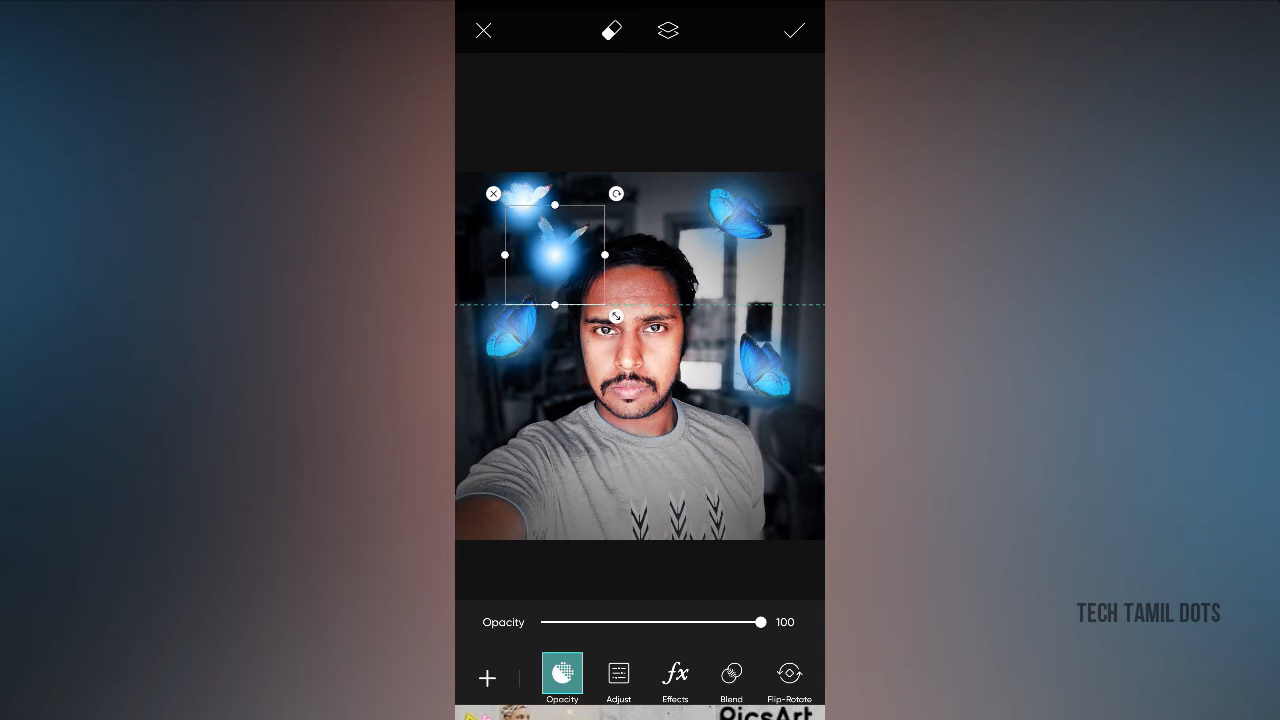 TECH TAMIL DOTS
Opacity 100
Opacity Adjust Effects Blend Flip-Rotate
PicsArt